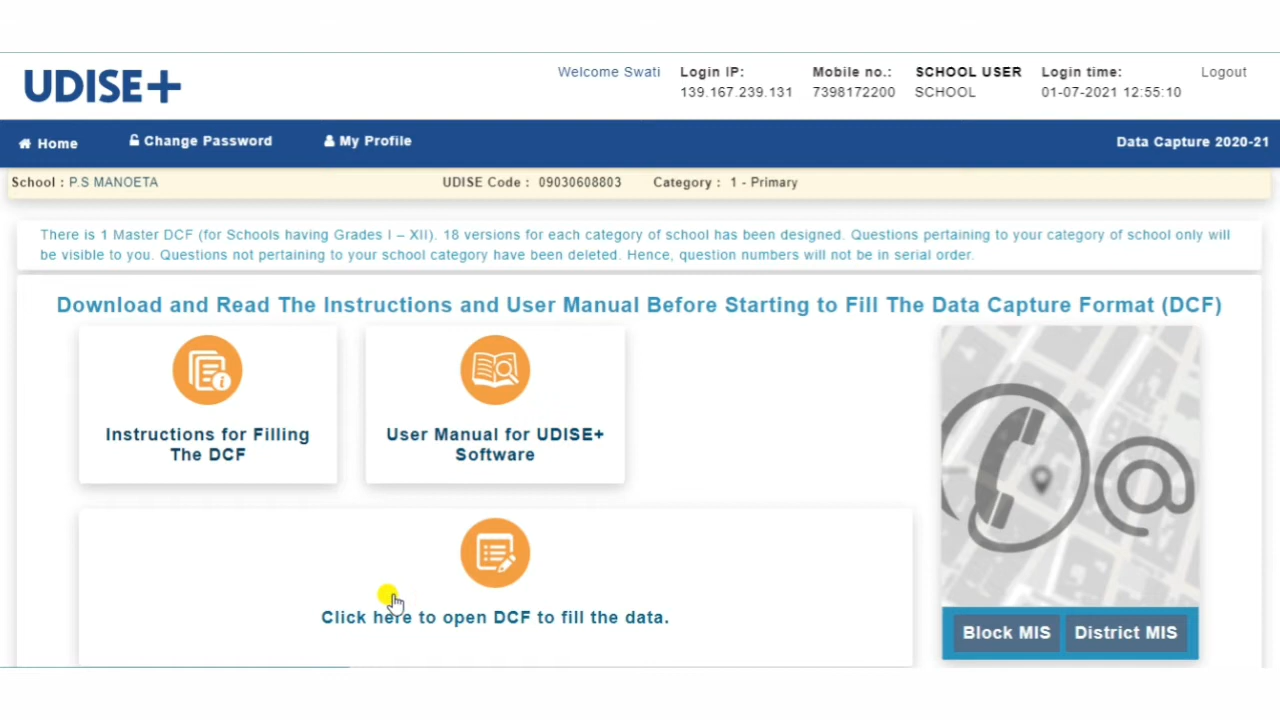 UDISE+
Welcome Swati
Login IP:
139.167.239.131
Mobile no.:
7398172200
SCHOOL USER
SCHOOL
Login time:
01-07-2021 12:55:10
Logout
Home
Change Password
My Profile
Data Capture 2020-21
School : P.S MANOETA
UDISE Code : 09030608803
Category : 1 - Primary
There is 1 Master DCF (for Schools having Grades I – XII). 18 versions for each category of school has been designed. Questions pertaining to your category of school only will
be visible to you. Questions not pertaining to your school category have been deleted. Hence, question numbers will not be in serial order.
Download and Read The Instructions and User Manual Before Starting to Fill The Data Capture Format (DCF)
Instructions for Filling
The DCF
User Manual for UDISE+
Software
Click here to open DCF to fill the data.
Block MIS
District MIS